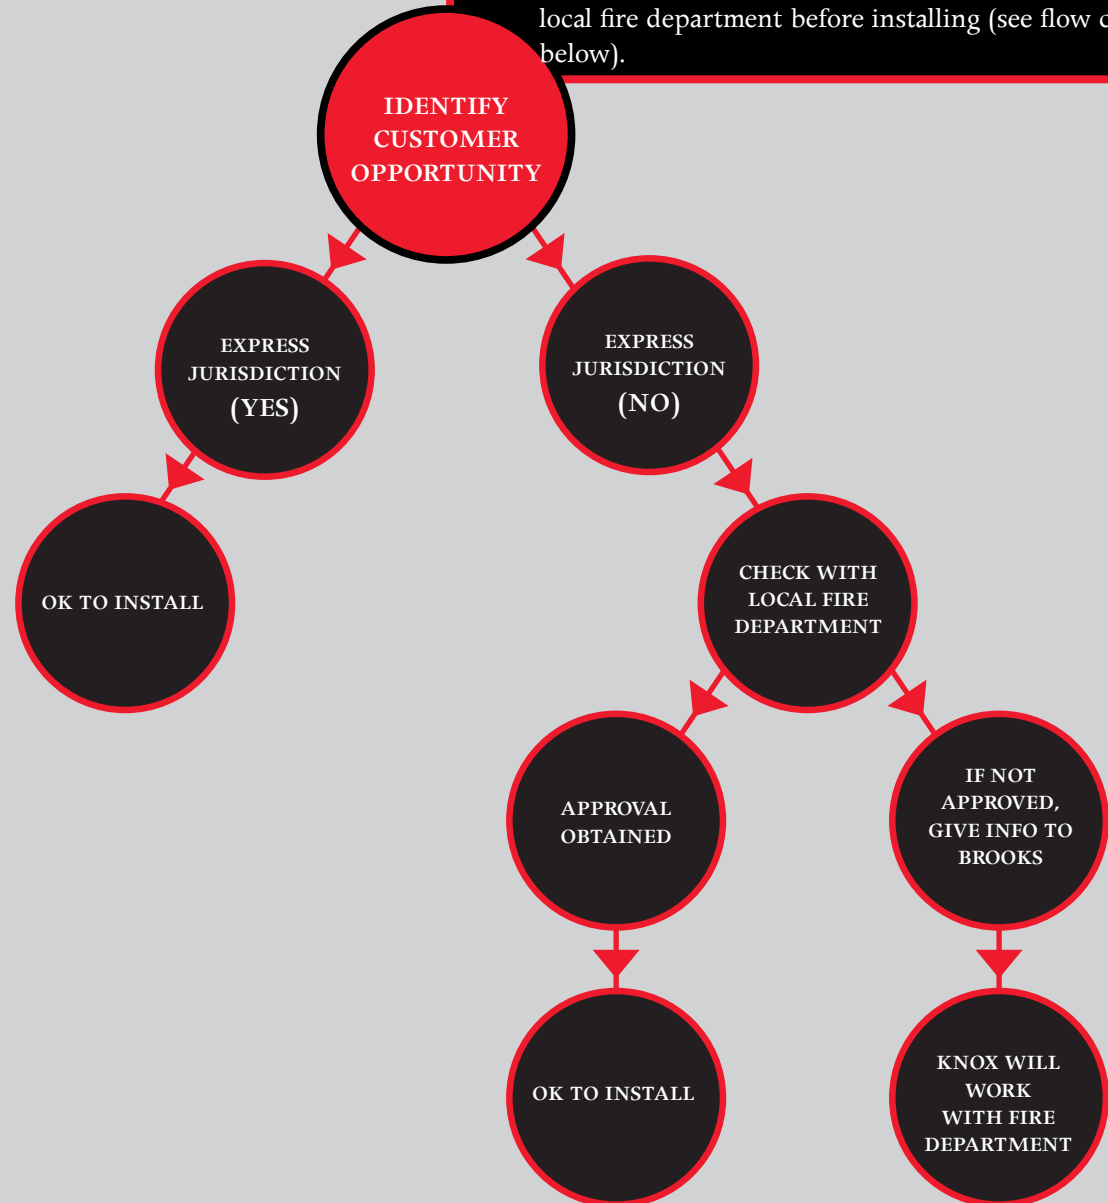 local fire department before installing (see flow
below).
IDENTIFY
CUSTOMER
OPPORTUNITY
EXPRESS
JURISDICTION
(YES)
EXPRESS
JURISDICTION
(NO)
OK TO INSTALL
CHECK WITH
LOCAL FIRE
DEPARTMENT
APPROVAL
OBTAINED
IF NOT
APPROVED,
GIVE INFO TO
BROOKS
OK TO INSTALL
KNOX WILL
WORK
WITH FIRE
DEPARTMENT